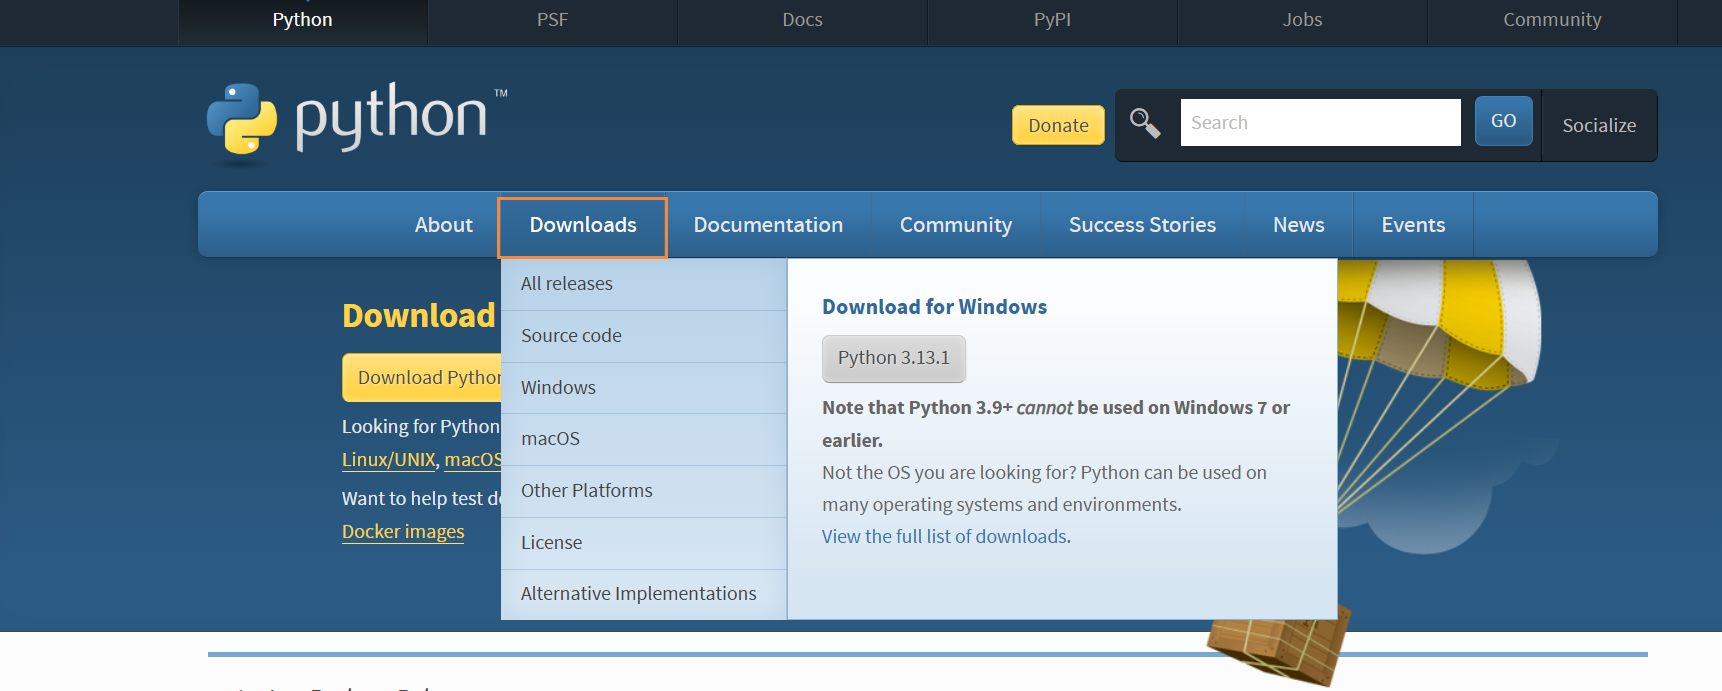 Python
PSF
Docs
PyPI
Jobs
Community
python™
Donate
Search
GO
Socialize
About
Downloads
Documentation
Community
Success Stories
News
Events
Download
Download Python
Looking for Python
Linux/UNIX, macOS
Want to help test
Docker images
All releases
Source code
Windows
macOS
Other Platforms
License
Alternative Implementations
Download for Windows
Python 3.13.1
Note that Python 3.9+ cannot be used on Windows 7 or
earlier.
Not the OS you are looking for? Python can be used on
many operating systems and environments.
View the full list of downloads.